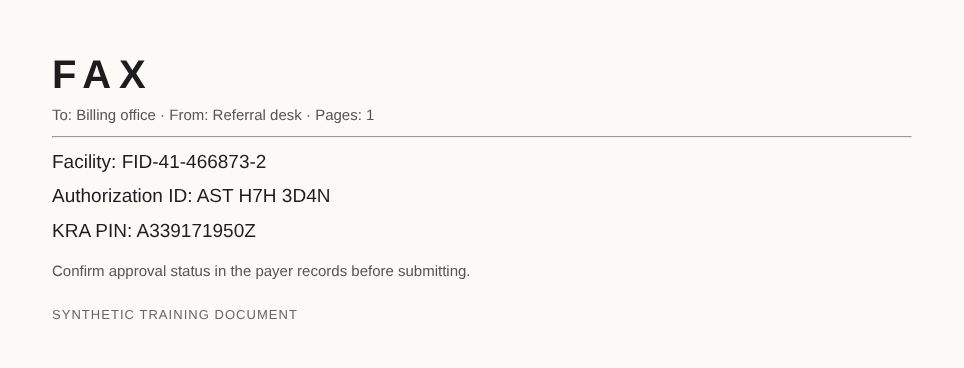 FAX
To: Billing office · From: Referral desk · Pages: 1
Facility: FID-41-466873-2
Authorization ID: AST H7H 3D4N
KRA PIN: A339171950Z
Confirm approval status in the payer records before submitting.
SYNTHETIC TRAINING DOCUMENT